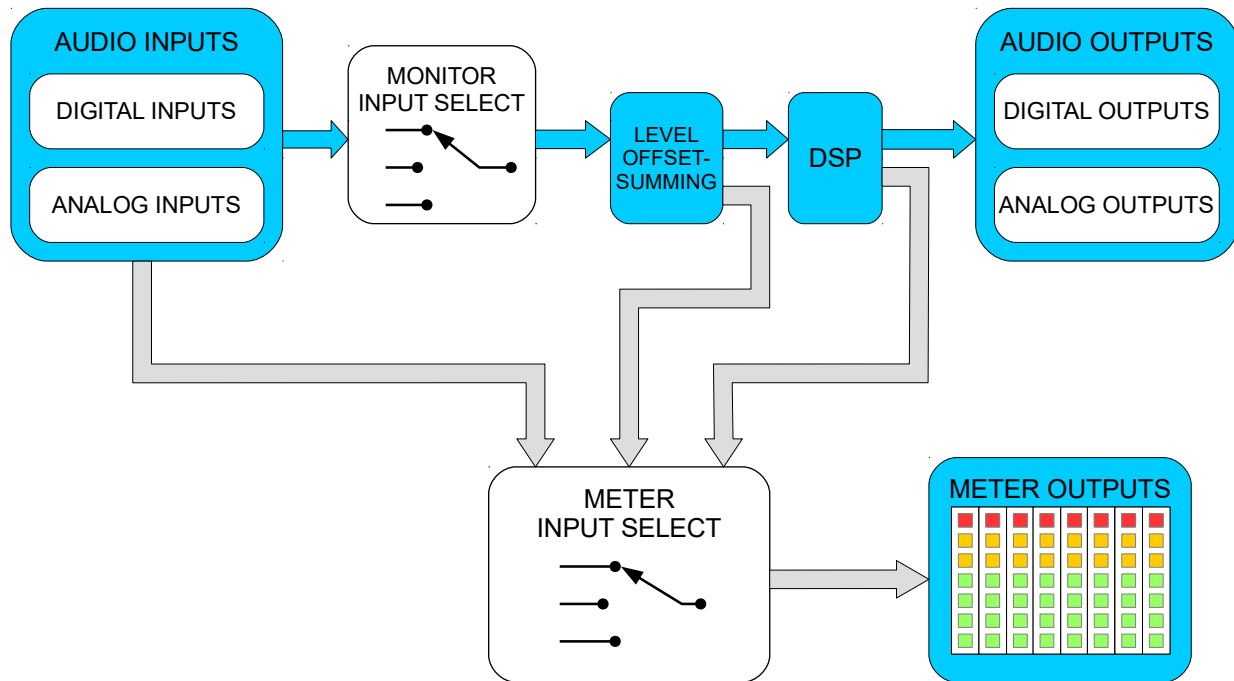 AUDIO INPUTS
DIGITAL INPUTS
ANALOG INPUTS
MONITOR
INPUT SELECT
LEVEL
OFFSET-
SUMMING
DSP
AUDIO OUTPUTS
DIGITAL OUTPUTS
ANALOG OUTPUTS
METER
INPUT SELECT
METER OUTPUTS